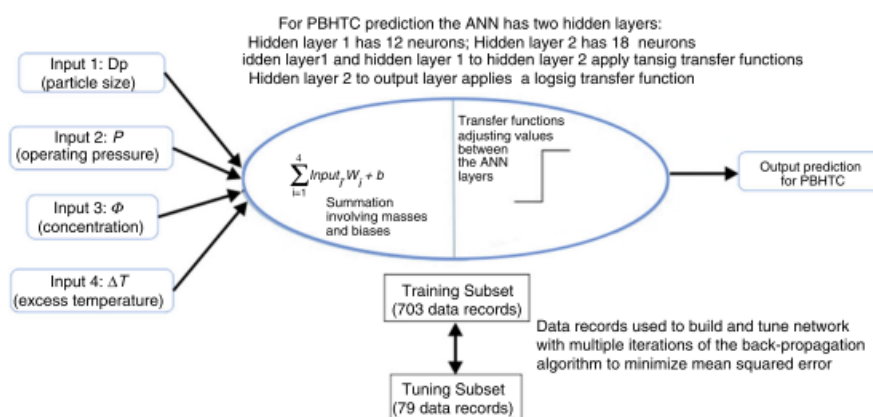 For PBHTC prediction the ANN has two hidden layers:
Hidden layer 1 has 12 neurons; Hidden layer 2 has 18 neurons
idden layer1 and hidden layer 1 to hidden layer 2 apply tansig transfer functions
Hidden layer 2 to output layer applies a logsig transfer function
Input 1: Dp
(particle size)
Input 2: P
(operating pressure)
Input 3: Φ
(concentration)
Input 4: ΔT
(excess temperature)
4
∑ Input_j W_j + b
i=1
Summation
involving masses
and biases
Transfer functions
adjusting values
between
the ANN
layers
Output prediction
for PBHTC
Training Subset
(703 data records)
Tuning Subset
(79 data records)
Data records used to build and tune network
with multiple iterations of the back-propagation
algorithm to minimize mean squared error